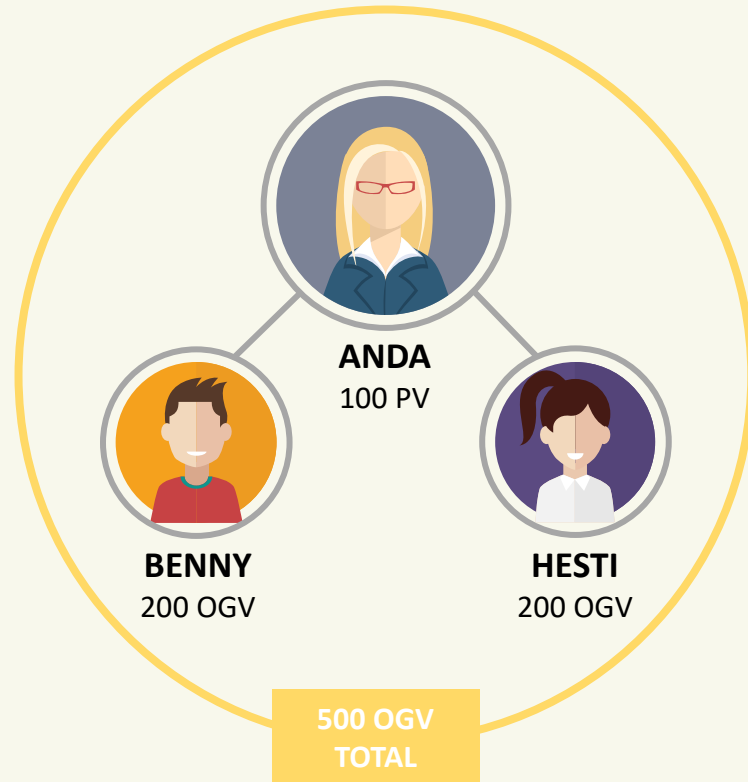 ANDA
100 PV
BENNY
200 OGV
HESTI
200 OGV
500 OGV
TOTAL